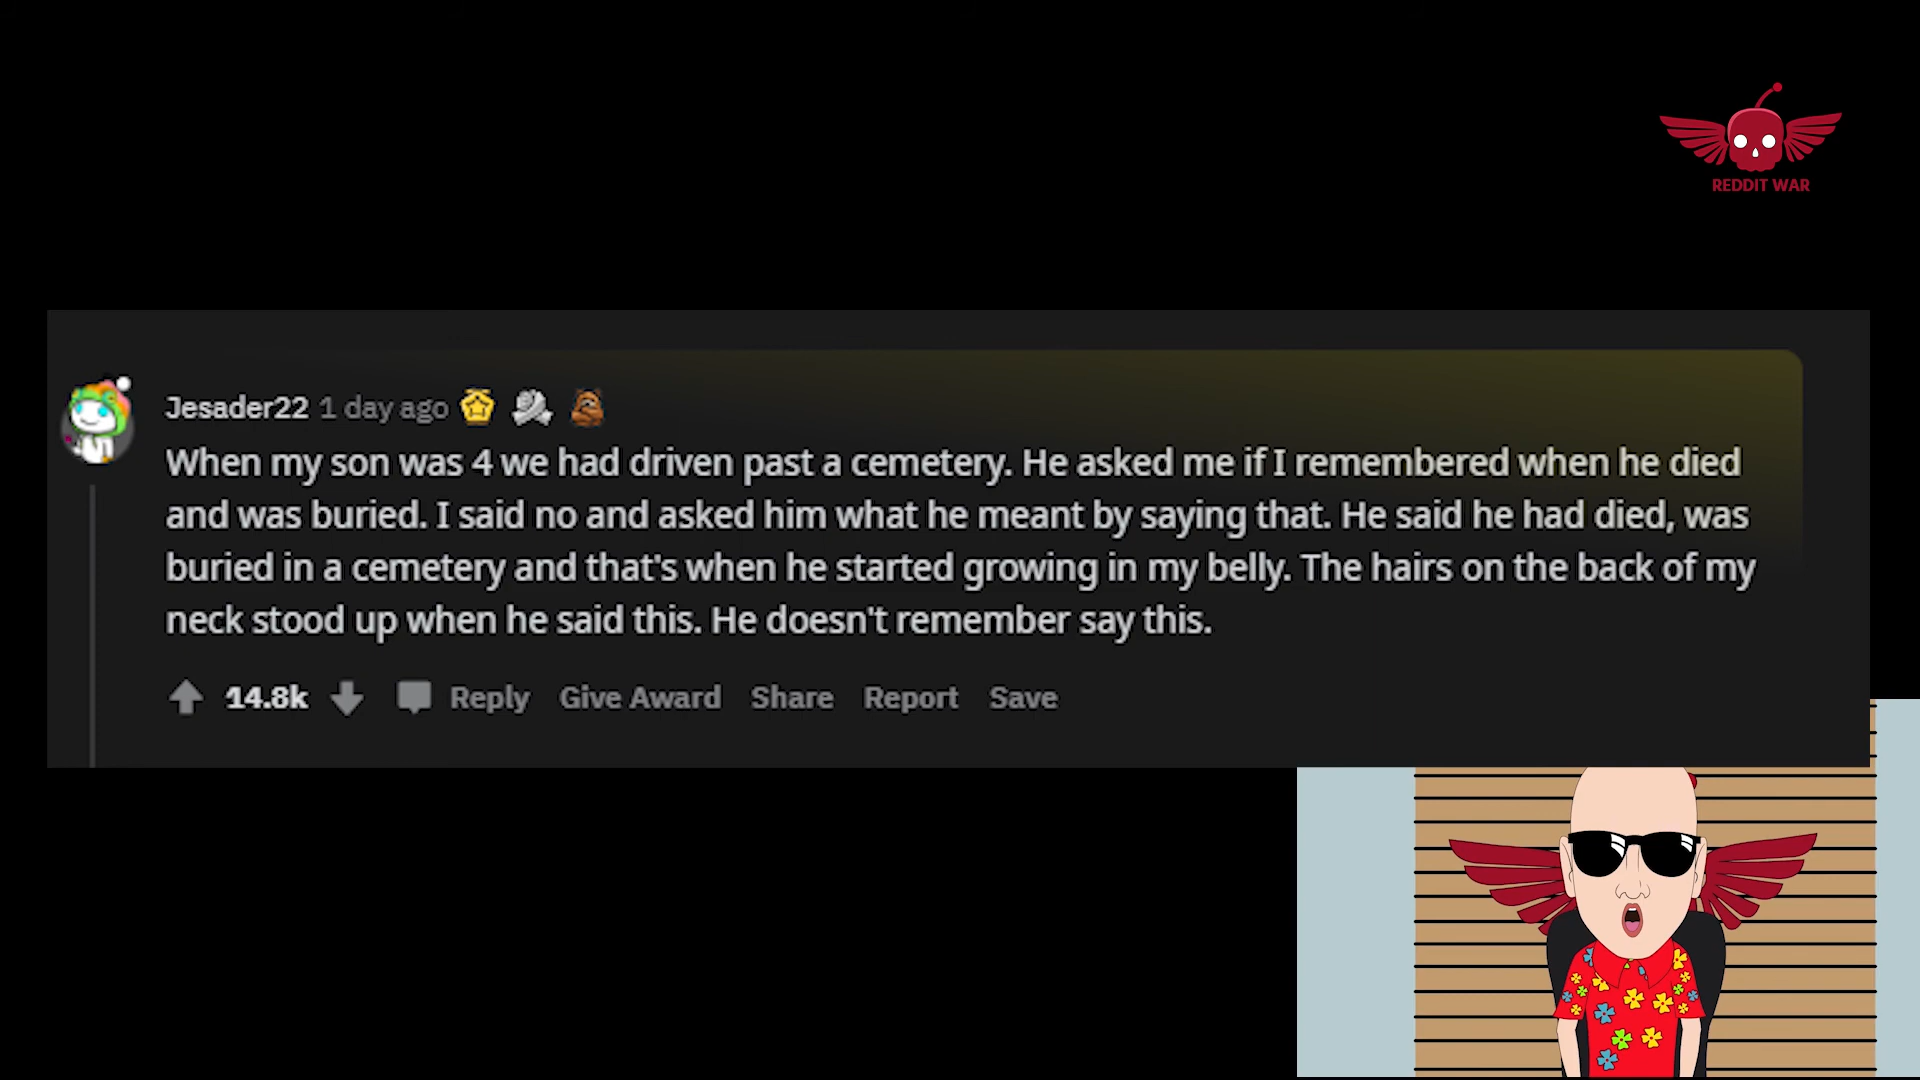 REDDIT WAR
Jesader22 1 day ago
When my son was 4 we had driven past a cemetery. He asked me if I remembered when he died
and was buried. I said no and asked him what he meant by saying that. He said he had died, was
buried in a cemetery and that's when he started growing in my belly. The hairs on the back of my
neck stood up when he said this. He doesn't remember say this.
14.8k Reply Give Award Share Report Save